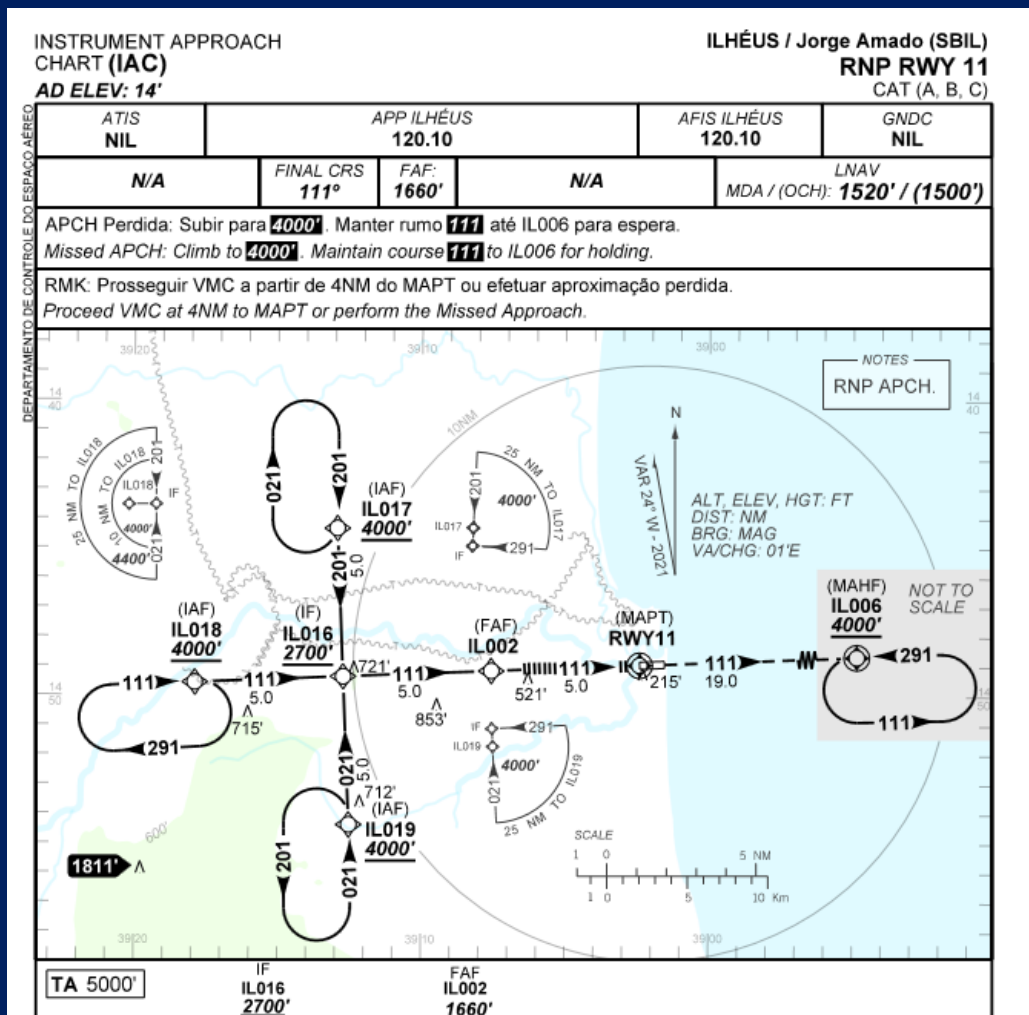 INSTRUMENT APPROACH
CHART (IAC)
AD ELEV: 14'
ILHÉUS / Jorge Amado (SBIL)
RNP RWY 11
CAT (A, B, C)
DEPARTAMENTO DE CONTROLE DO ESPAÇO AÉREO
ATIS
NIL
APP ILHÉUS
120.10
AFIS ILHÉUS
120.10
GNDC
NIL
N/A
FINAL CRS
111º
FAF:
1660'
N/A
LNAV
MDA / (OCH): 1520' / (1500')
APCH Perdida: Subir para 4000'. Manter rumo 111 até IL006 para espera.
Missed APCH: Climb to 4000'. Maintain course 111 to IL006 for holding.
RMK: Prosseguir VMC a partir de 4NM do MAPT ou efetuar aproximação perdida.
Proceed VMC at 4NM to MAPT or perform the Missed Approach.
39 20
39 10
39 00
NOTES
RNP APCH.
14
40
14
40
10NM
N
VAR 24° W - 2021
ALT, ELEV, HGT: FT
DIST: NM
BRG: MAG
VA/CHG: 01'E
25 NM TO IL018
10 NM TO IL018
201
IL018
IF
4000'
4400'
021
021
201
(IAF)
IL017
4000'
201
5.0
25 NM TO IL017
201
4000'
IL017
IF
291
(IAF)
IL018
4000'
(IF)
IL016
2700'
(FAF)
IL002
(MAPT)
RWY11
(MAHF)
IL006
4000'
NOT TO
SCALE
111
111
5.0
721'
111
5.0
111
5.0
521'
215'
111
19.0
291
111
14
50
14
50
291
715'
853'
IF
291
IL019
4000'
021
25 NM TO IL019
021
5.0
712'
(IAF)
IL019
4000'
201
021
600'
1811'
SCALE
1 0 5 NM
1 0 5 10 Km
39 20
39 10
39 00
TA 5000'
IF
IL016
2700'
FAF
IL002
1660'